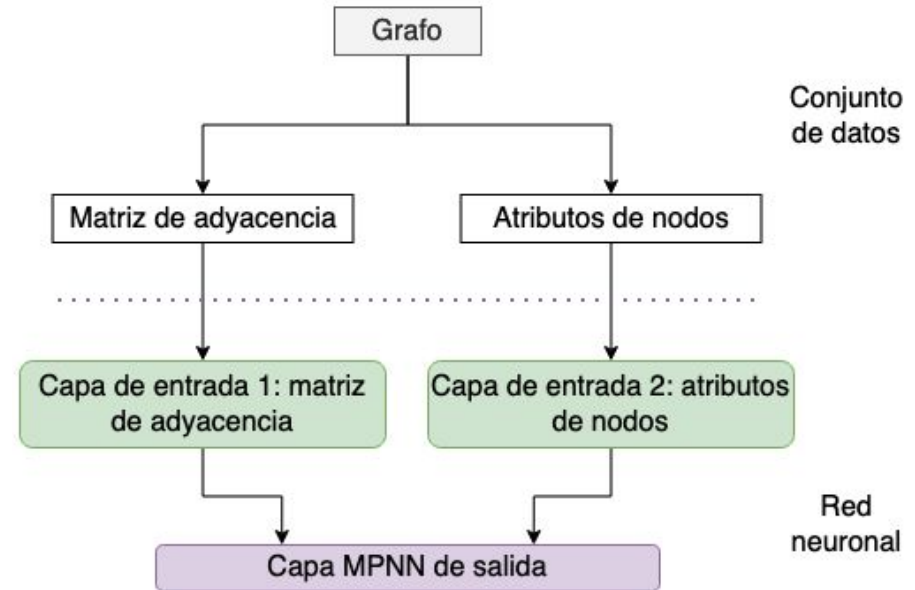 Grafo
Conjunto
de datos
Matriz de adyacencia
Atributos de nodos
Capa de entrada 1: matriz
de adyacencia
Capa de entrada 2: atributos
de nodos
Red
neuronal
Capa MPNN de salida